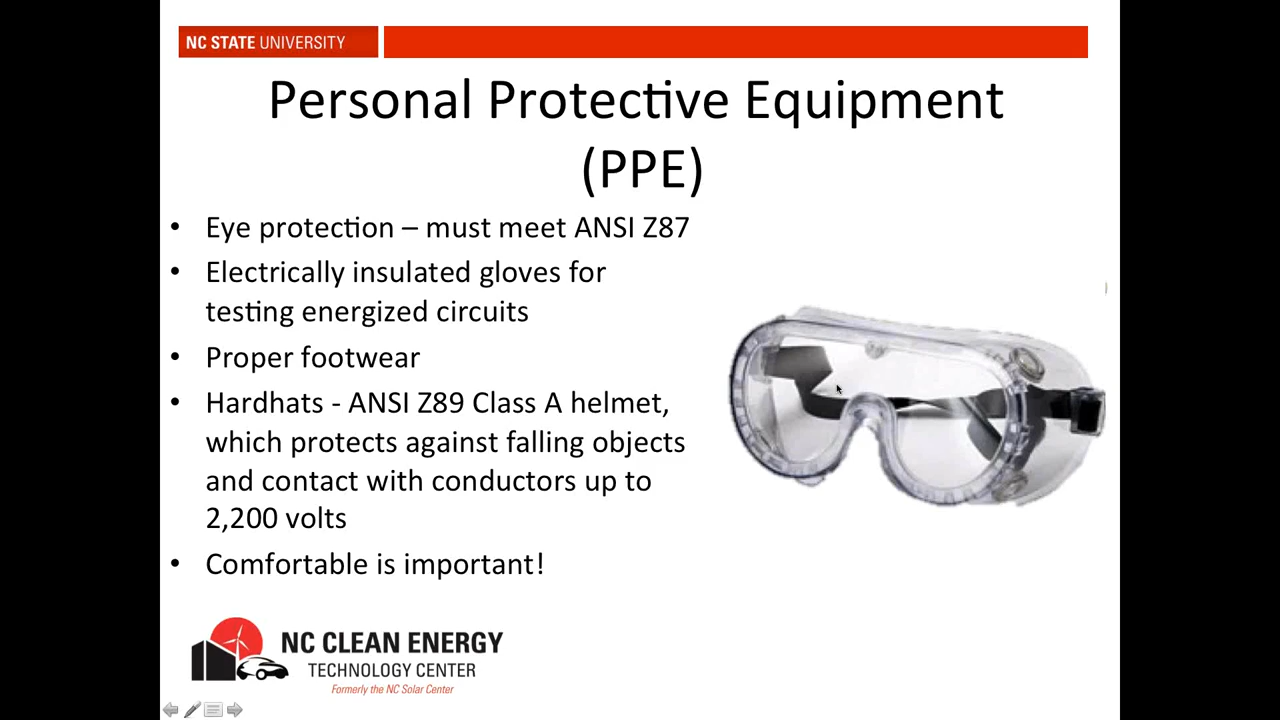 NC STATE UNIVERSITY
Personal Protective Equipment
(PPE)
• Eye protection – must meet ANSI Z87
• Electrically insulated gloves for
testing energized circuits
• Proper footwear
• Hardhats - ANSI Z89 Class A helmet,
which protects against falling objects
and contact with conductors up to
2,200 volts
• Comfortable is important!
NC CLEAN ENERGY
TECHNOLOGY CENTER
Formerly the NC Solar Center